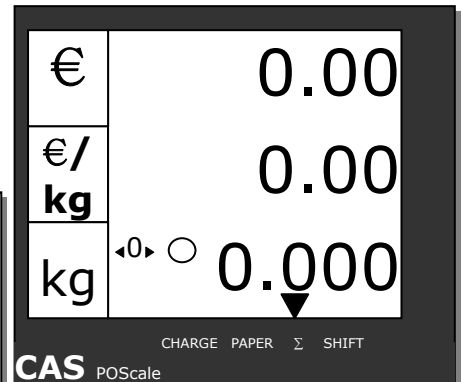 € 0.00
€/
kg 0.00
kg ◂0▸ ○ 0.000
CHARGE PAPER Σ SHIFT
CAS POScale